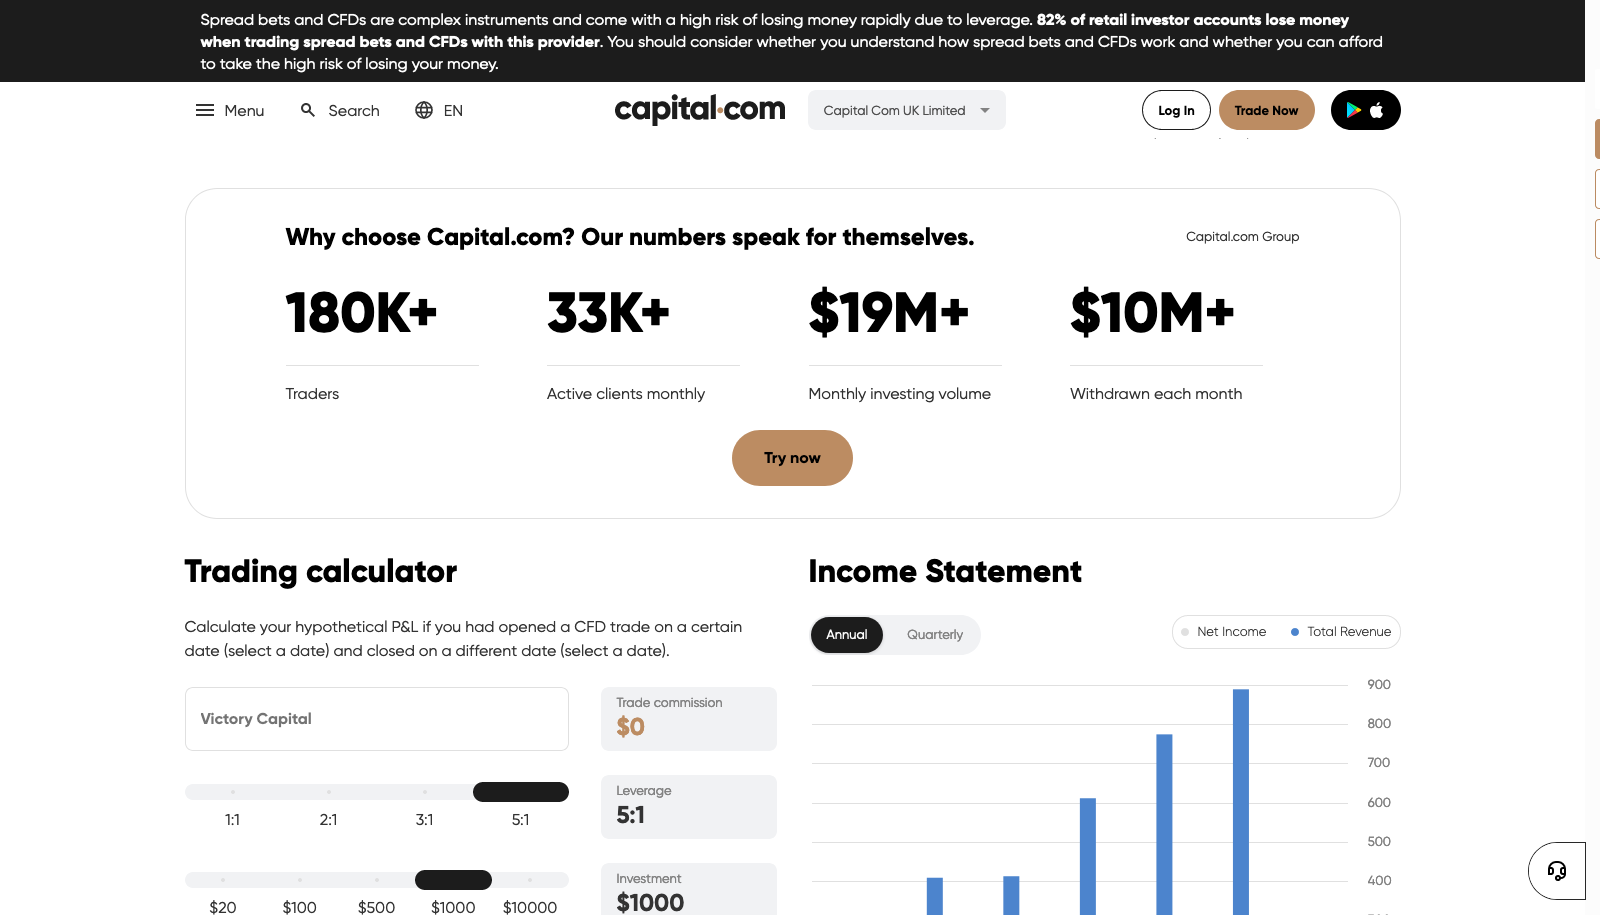 Spread bets and CFDs are complex instruments and come with a high risk of losing money rapidly due to leverage. 82% of retail investor accounts lose money
when trading spread bets and CFDs with this provider. You should consider whether you understand how spread bets and CFDs work and whether you can afford
to take the high risk of losing your money.
Menu Search EN capital.com Capital Com UK Limited Log In Trade Now
Why choose Capital.com? Our numbers speak for themselves. Capital.com Group
180K+ 33K+ $19M+ $10M+
Traders Active clients monthly Monthly investing volume Withdrawn each month
Try now
Trading calculator
Calculate your hypothetical P&L if you had opened a CFD trade on a certain
date (select a date) and closed on a different date (select a date).
Victory Capital
Trade commission
$0
1:1 2:1 3:1 5:1
Leverage
5:1
$20 $100 $500 $1000 $10000
Investment
$1000
Income Statement
Annual Quarterly
Net Income Total Revenue
900
800
700
600
500
400